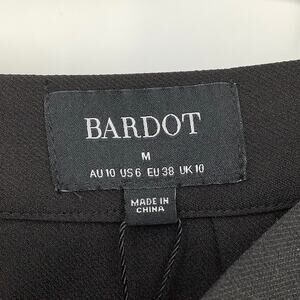 BARDOT
M
AU 10 US 6 EU 38 UK 10
MADE IN
CHINA